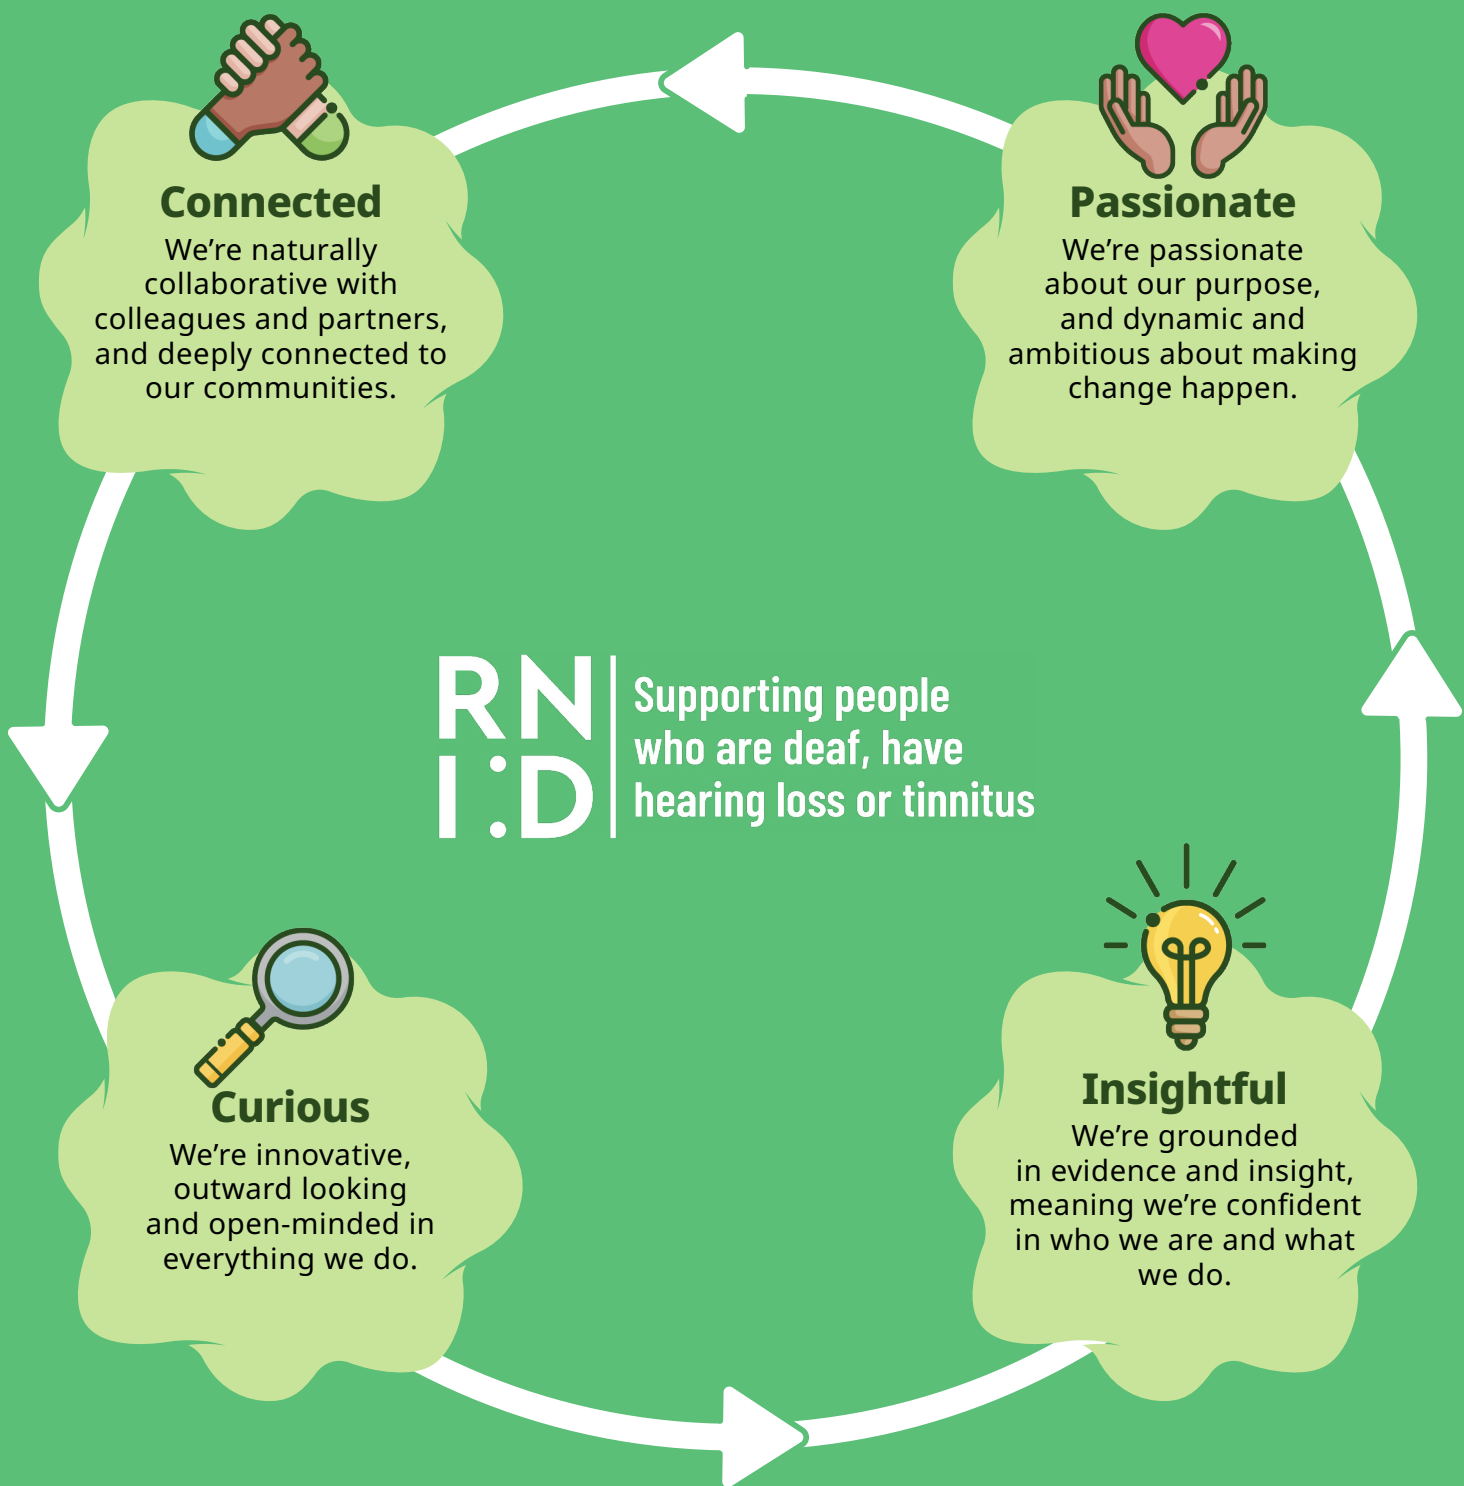 Connected
We’re naturally
collaborative with
colleagues and partners,
and deeply connected to
our communities.
Passionate
We’re passionate
about our purpose,
and dynamic and
ambitious about making
change happen.
RN
I:D
Supporting people
who are deaf, have
hearing loss or tinnitus
Curious
We’re innovative,
outward looking
and open-minded in
everything we do.
Insightful
We’re grounded
in evidence and insight,
meaning we’re confident
in who we are and what
we do.